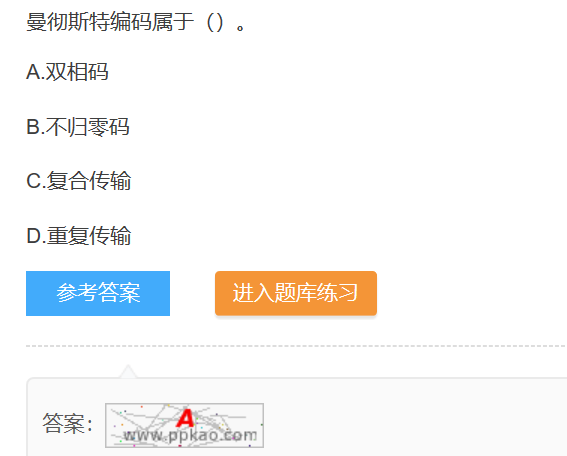 曼彻斯特编码属于（）。
A.双相码
B.不归零码
C.复合传输
D.重复传输
参考答案 进入题库练习
答案： A
www.ppkao.com